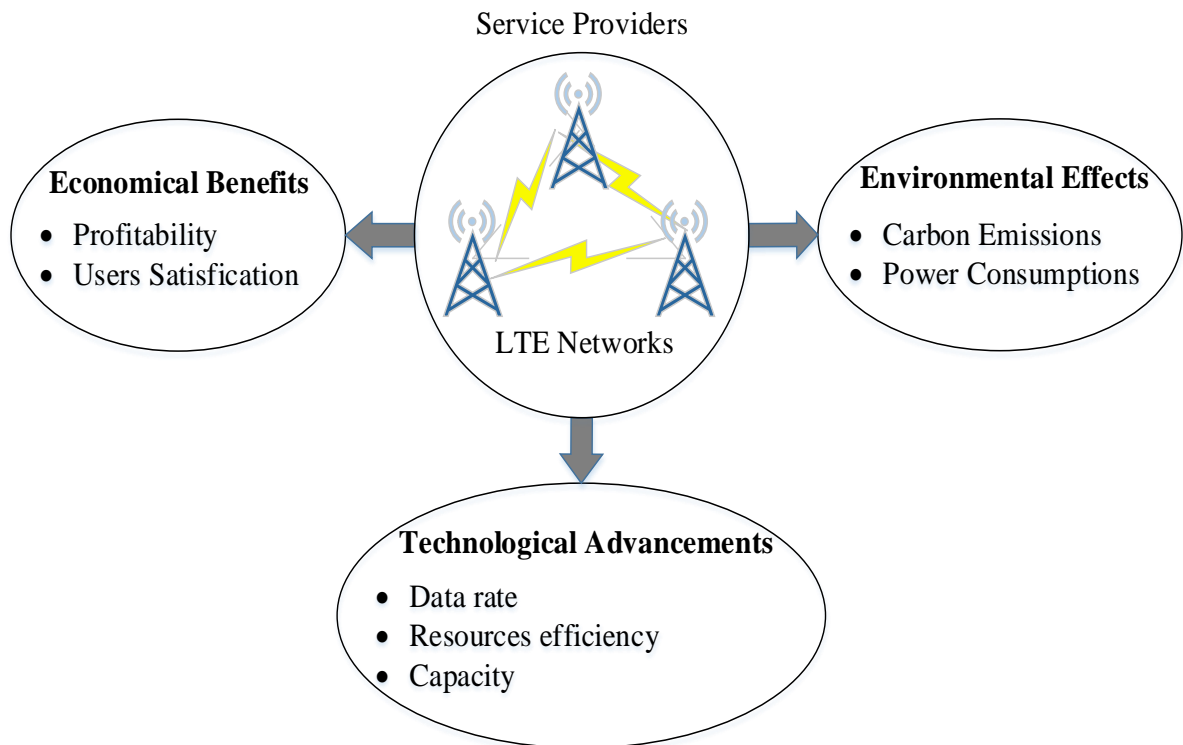 Service Providers
LTE Networks
Economical Benefits
• Profitability
• Users Satisfication
Environmental Effects
• Carbon Emissions
• Power Consumptions
Technological Advancements
• Data rate
• Resources efficiency
• Capacity